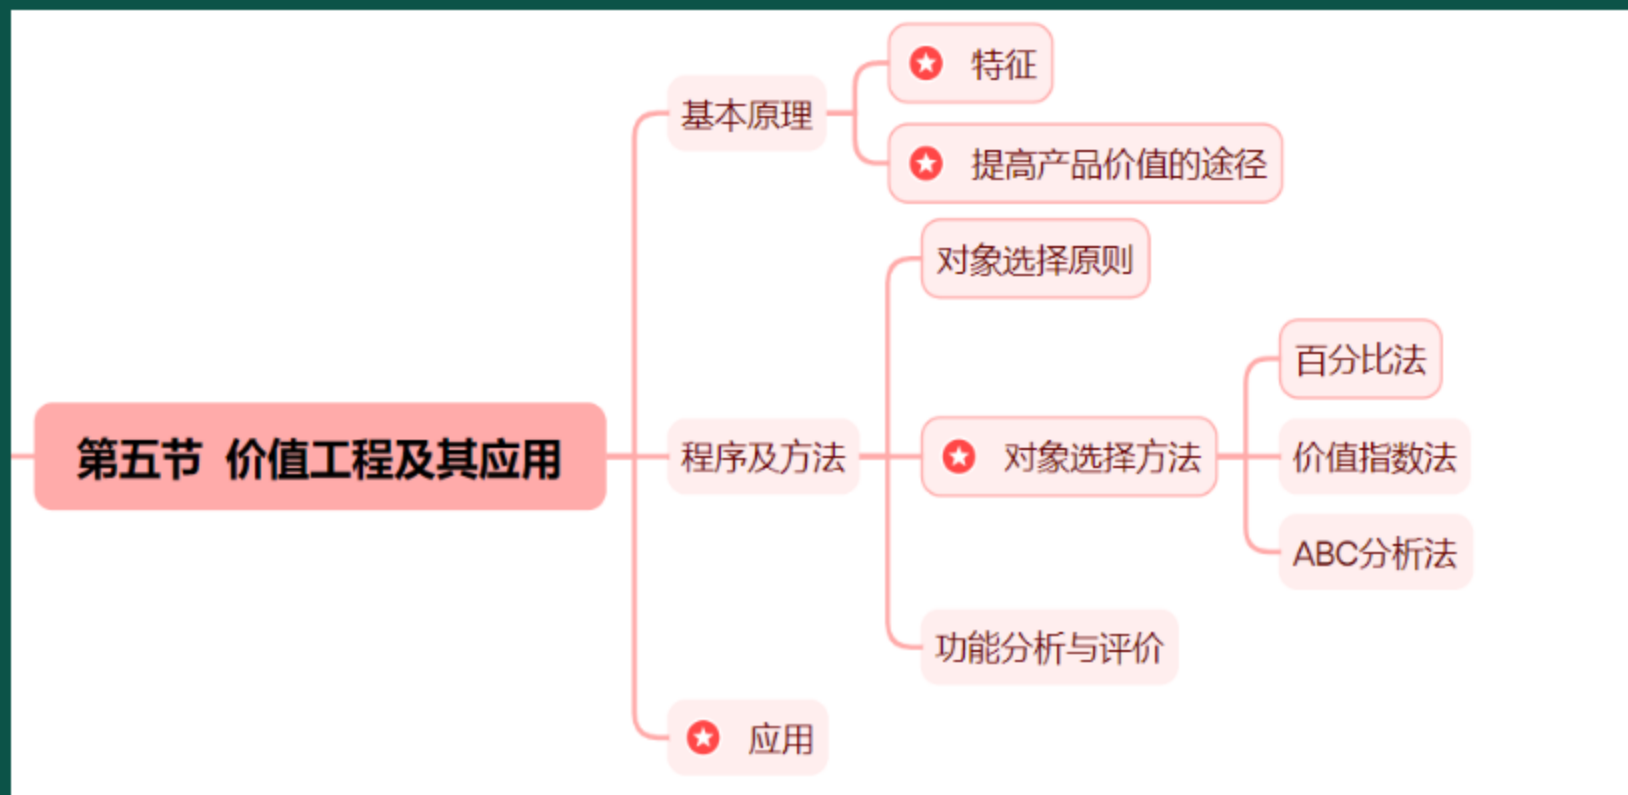 第五节 价值工程及其应用
基本原理
特征
提高产品价值的途径
程序及方法
对象选择原则
对象选择方法
百分比法
价值指数法
ABC分析法
功能分析与评价
应用